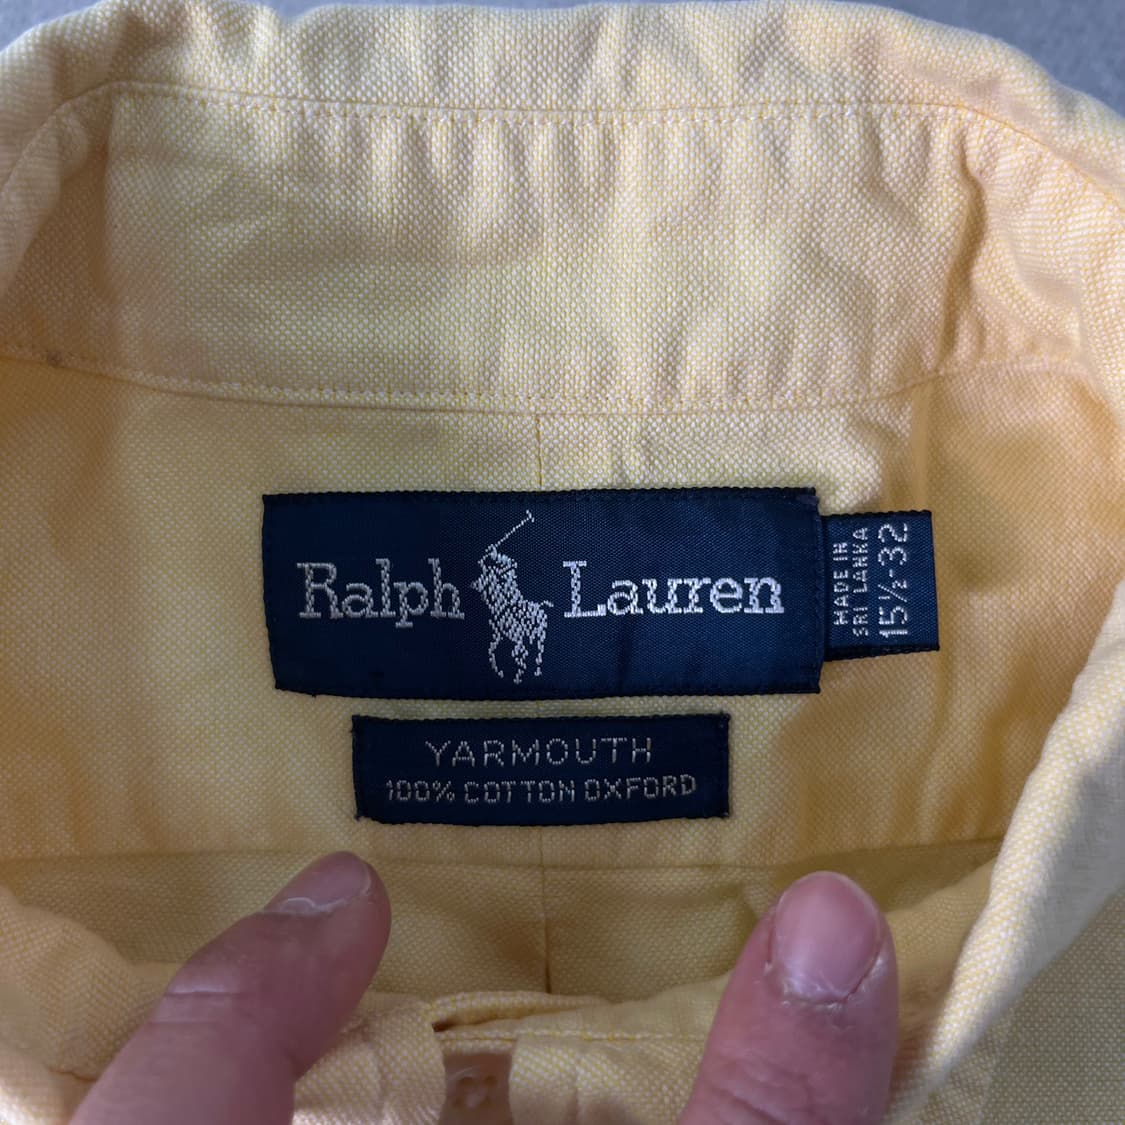 Ralph Lauren
MADE IN
SRI LANKA
15½-32
YARMOUTH
100% COTTON OXFORD